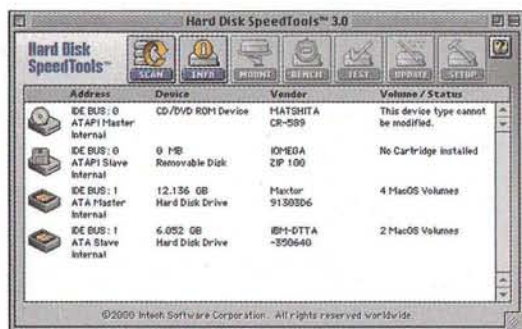 Hard Disk SpeedTools™ 3.0
Hard Disk
SpeedTools™
SCAN INFO MOUNT BENCH TEST UPDATE SETUP
Address Device Vendor Volume / Status
IDE BUS: 0 CD/DVD ROM Device MATSHITA This device type cannot
ATAPI Master CR-589 be modified.
Internal
IDE BUS: 0 0 MB IOMEGA No Cartridge installed
ATAPI Slave Removable Disk ZIP 100
Internal
IDE BUS: 1 12.136 GB Maxtor 4 MacOS Volumes
ATA Master Hard Disk Drive 91303D6
Internal
IDE BUS: 1 6.052 GB IBM-DTTA 2 MacOS Volumes
ATA Slave Hard Disk Drive -350640
Internal
©2000 Intech Software Corporation. All rights reserved worldwide